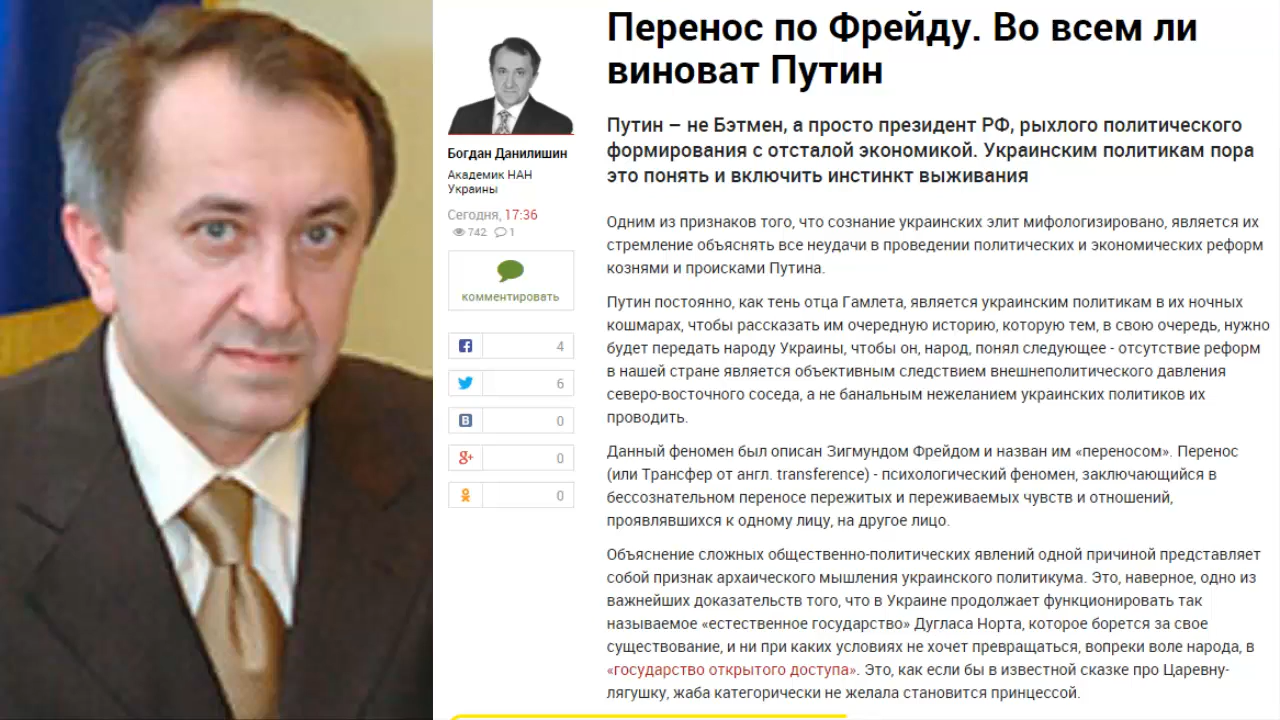 Перенос по Фрейду. Во всем ли
виноват Путин
Богдан Данилишин
Академик НАН
Украины
Сегодня, 17:36
742 1
комментировать
4
6
0
0
0
Путин – не Бэтмен, а просто президент РФ, рыхлого политического
формирования с отсталой экономикой. Украинским политикам пора
это понять и включить инстинкт выживания
Одним из признаков того, что сознание украинских элит мифологизировано, является их
стремление объяснять все неудачи в проведении политических и экономических реформ
кознями и происками Путина.
Путин постоянно, как тень отца Гамлета, является украинским политикам в их ночных
кошмарах, чтобы рассказать им очередную историю, которую тем, в свою очередь, нужно
будет передать народу Украины, чтобы он, народ, понял следующее - отсутствие реформ
в нашей стране является объективным следствием внешнеполитического давления
северо-восточного соседа, а не банальным нежеланием украинских политиков их
проводить.
Данный феномен был описан Зигмундом Фрейдом и назван им «переносом». Перенос
(или Трансфер от англ. transference) - психологический феномен, заключающийся в
бессознательном переносе пережитых и переживаемых чувств и отношений,
проявлявшихся к одному лицу, на другое лицо.
Объяснение сложных общественно-политических явлений одной причиной представляет
собой признак архаического мышления украинского политикума. Это, наверное, одно из
важнейших доказательств того, что в Украине продолжает функционировать так
называемое «естественное государство» Дугласа Норта, которое борется за свое
существование, и ни при каких условиях не хочет превращаться, вопреки воле народа, в
«государство открытого доступа». Это, как если бы в известной сказке про Царевну-
лягушку, жаба категорически не желала становится принцессой.